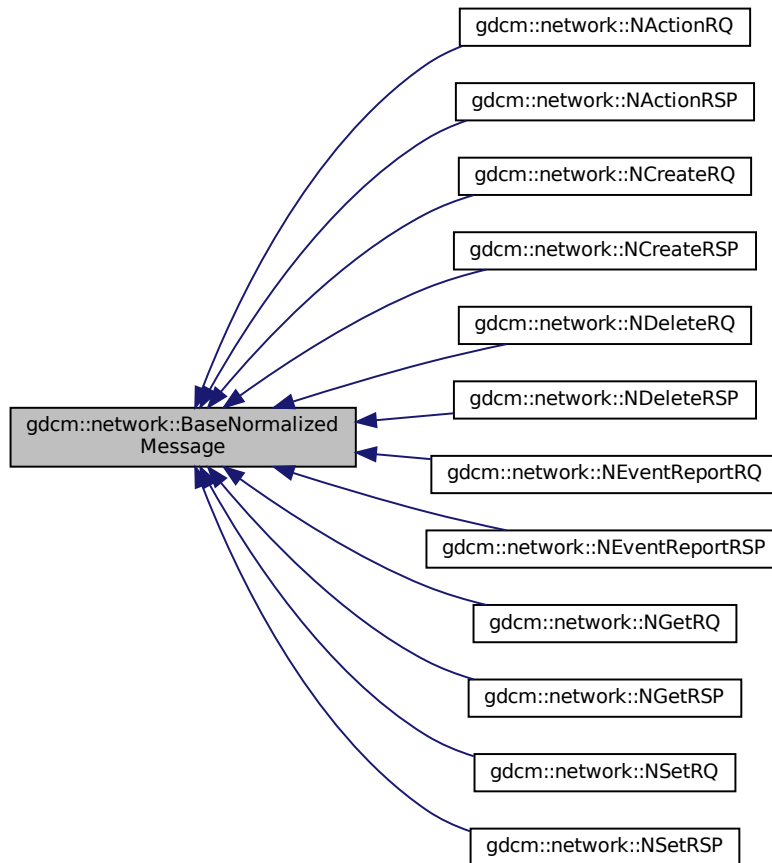 gdcm::network::NActionRQ
gdcm::network::NActionRSP
gdcm::network::NCreateRQ
gdcm::network::NCreateRSP
gdcm::network::NDeleteRQ
gdcm::network::NDeleteRSP
gdcm::network::BaseNormalized
Message
gdcm::network::NEventReportRQ
gdcm::network::NEventReportRSP
gdcm::network::NGetRQ
gdcm::network::NGetRSP
gdcm::network::NSetRQ
gdcm::network::NSetRSP